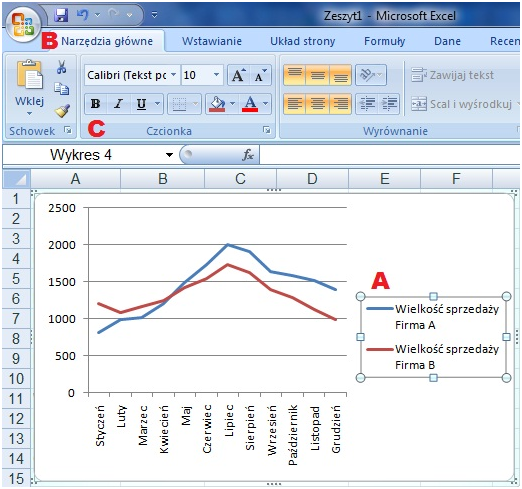 Zeszyt1 - Microsoft Excel
B Narzędzia główne Wstawianie Układ strony Formuły Dane Recen
Wklej
Calibri (Tekst po 10 A A
B I U A
Zawijaj tekst
Scal i wyśrodkuj
Schowek Czcionka Wyrównanie
C
Wykres 4 fx
A B C D E F
1
2
3
4
5
6
7
8
9
10
11
12
13
14
15
2500
2000
1500
1000
500
0
Styczeń
Luty
Marzec
Kwiecień
Maj
Czerwiec
Lipiec
Sierpień
Wrzesień
Październik
Listopad
Grudzień
A
Wielkość sprzedaży
Firma A
Wielkość sprzedaży
Firma B